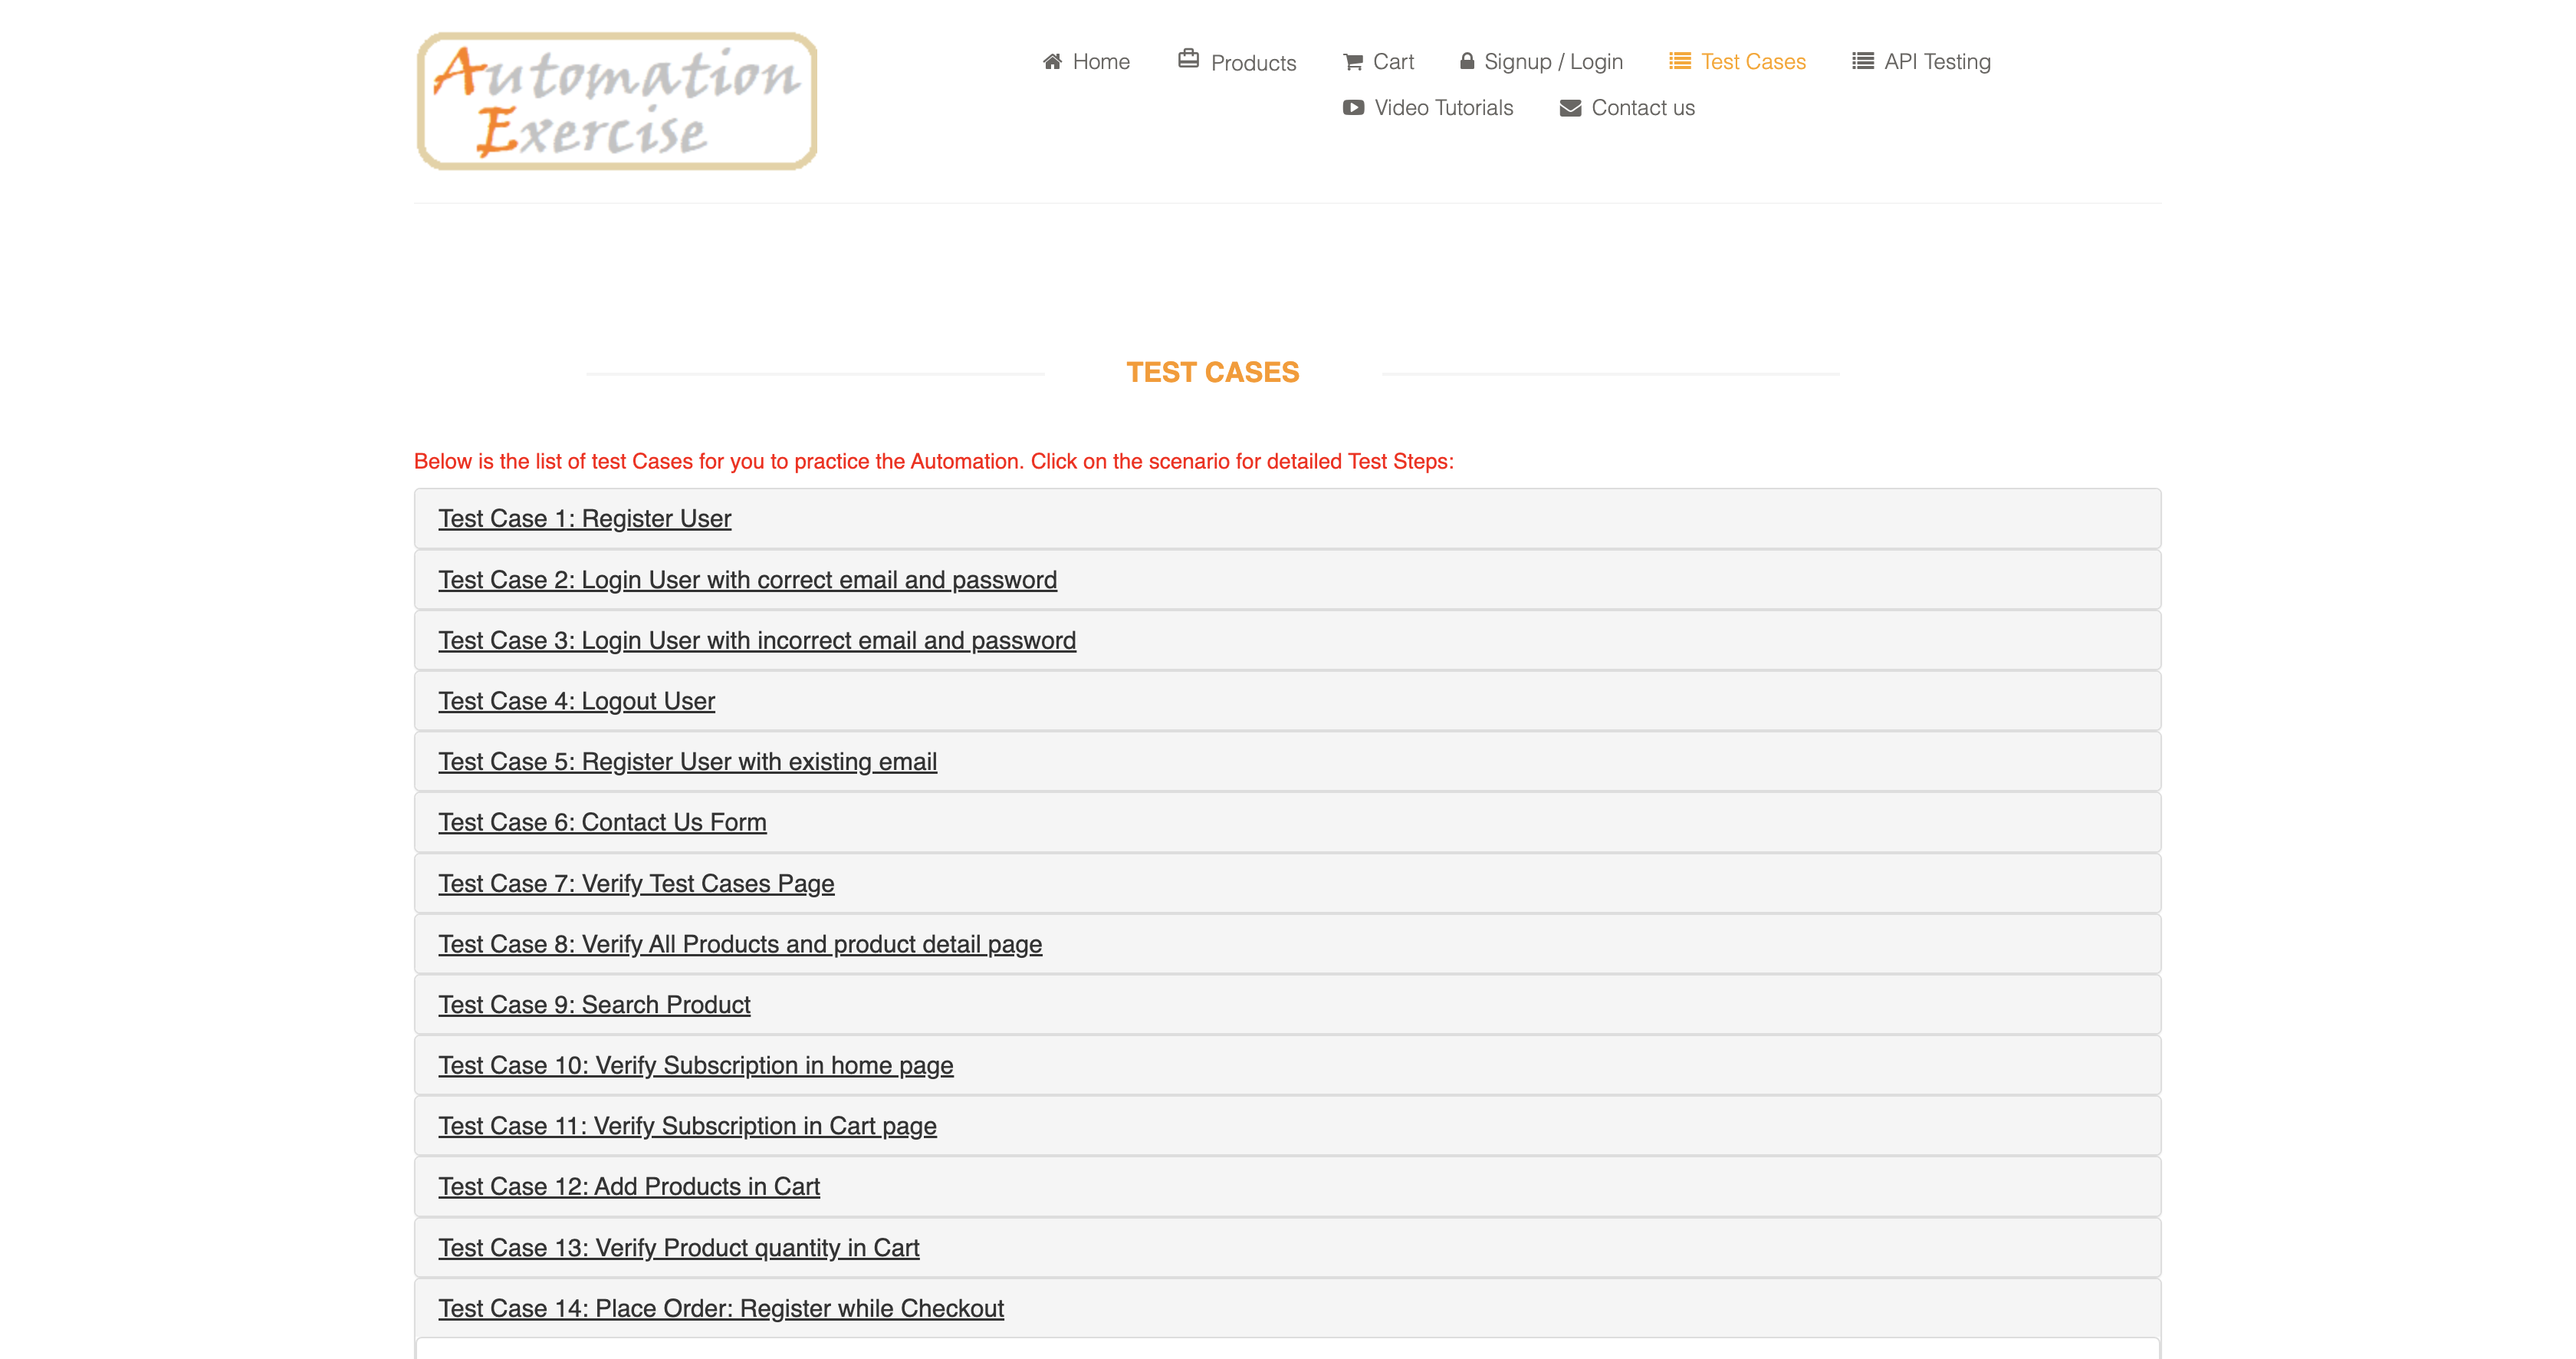 Automation
Exercise
Home Products Cart Signup / Login Test Cases API Testing
Video Tutorials Contact us
TEST CASES
Below is the list of test Cases for you to practice the Automation. Click on the scenario for detailed Test Steps:
Test Case 1: Register User
Test Case 2: Login User with correct email and password
Test Case 3: Login User with incorrect email and password
Test Case 4: Logout User
Test Case 5: Register User with existing email
Test Case 6: Contact Us Form
Test Case 7: Verify Test Cases Page
Test Case 8: Verify All Products and product detail page
Test Case 9: Search Product
Test Case 10: Verify Subscription in home page
Test Case 11: Verify Subscription in Cart page
Test Case 12: Add Products in Cart
Test Case 13: Verify Product quantity in Cart
Test Case 14: Place Order: Register while Checkout